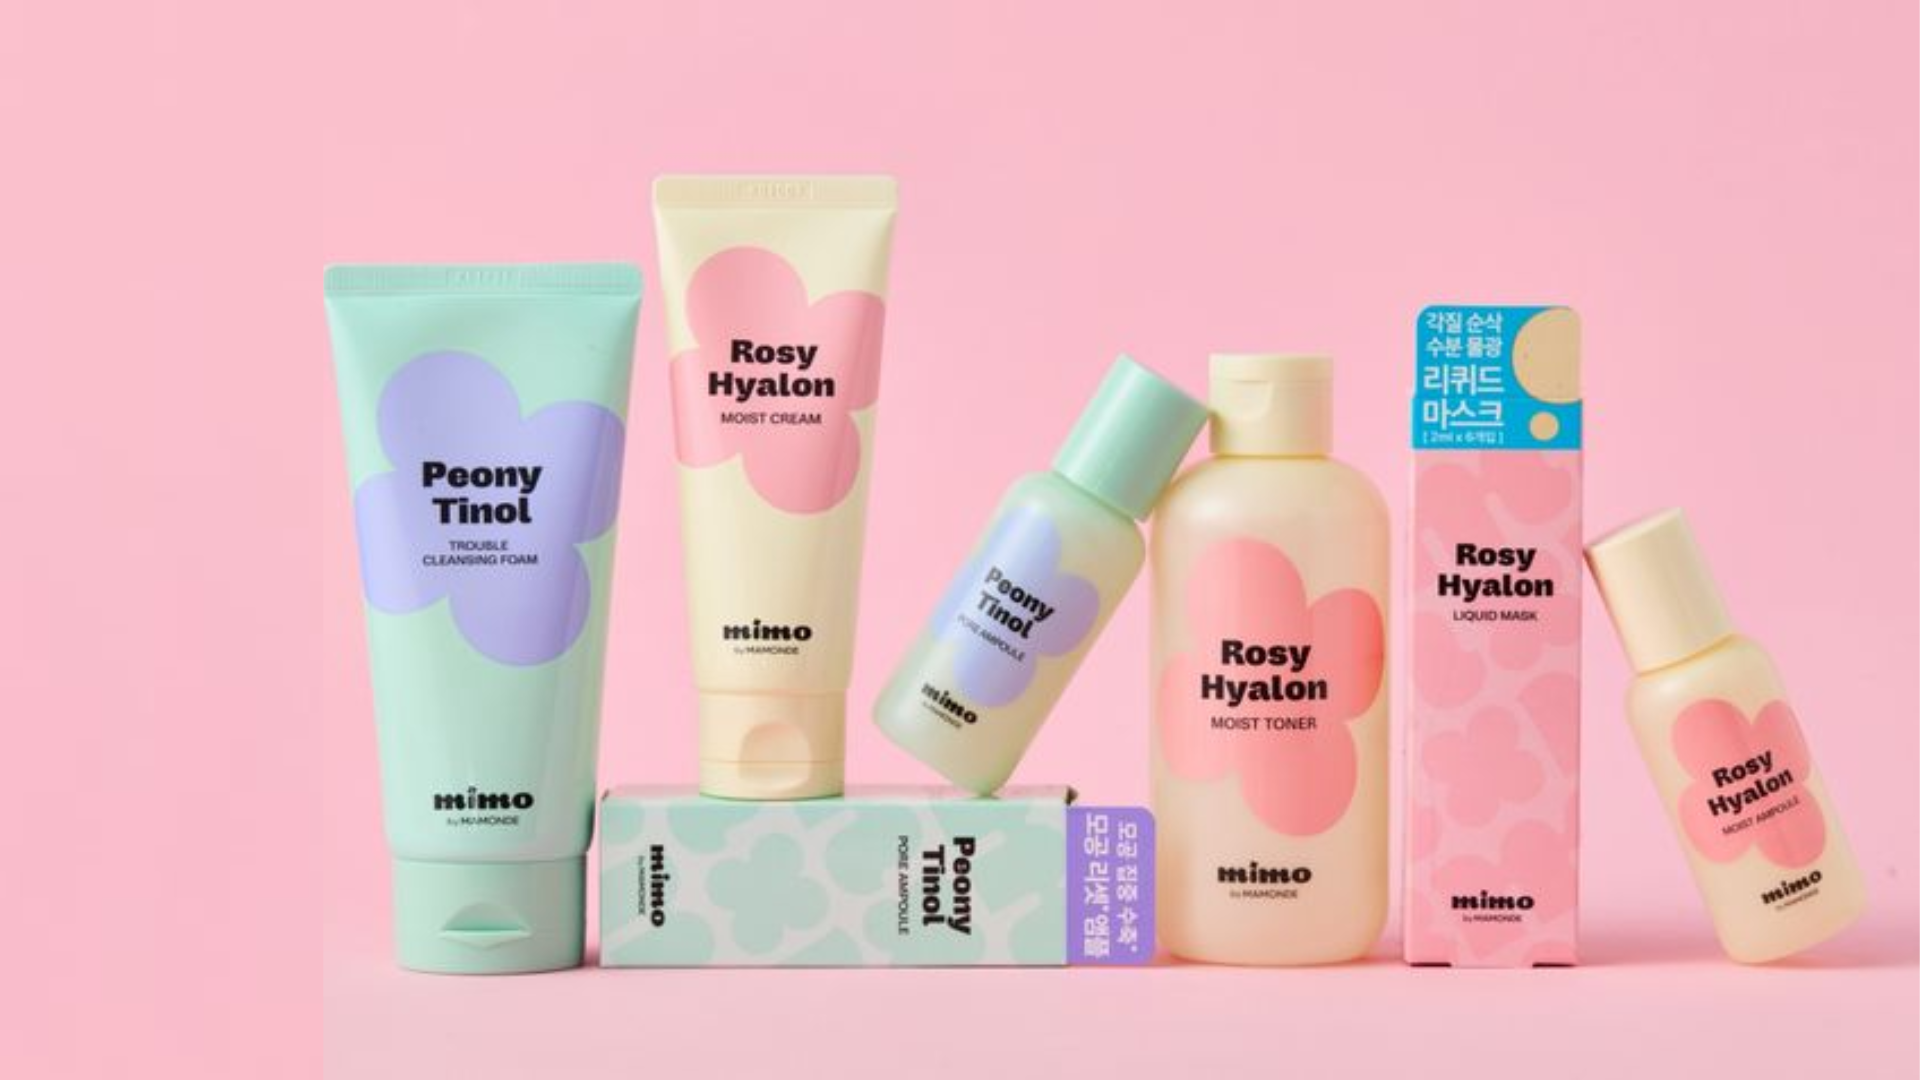 Peony
Tinol
TROUBLE
CLEANSING FOAM
mimo
by MAMONDE
Rosy
Hyalon
MOIST CREAM
mimo
by MAMONDE
Peony
Tinol
PORE AMPOULE
mimo
by MAMONDE
Peony
Tinol
PORE AMPOULE
mimo
by MAMONDE
모공 집중 수축*
모공 리셋* 앰플
Rosy
Hyalon
MOIST TONER
mimo
by MAMONDE
각질 순삭
수분 물광
리퀴드
마스크
[ 2ml x 6개입 ]
Rosy
Hyalon
LIQUID MASK
mimo
by MAMONDE
Rosy
Hyalon
MOIST AMPOULE
mimo
by MAMONDE